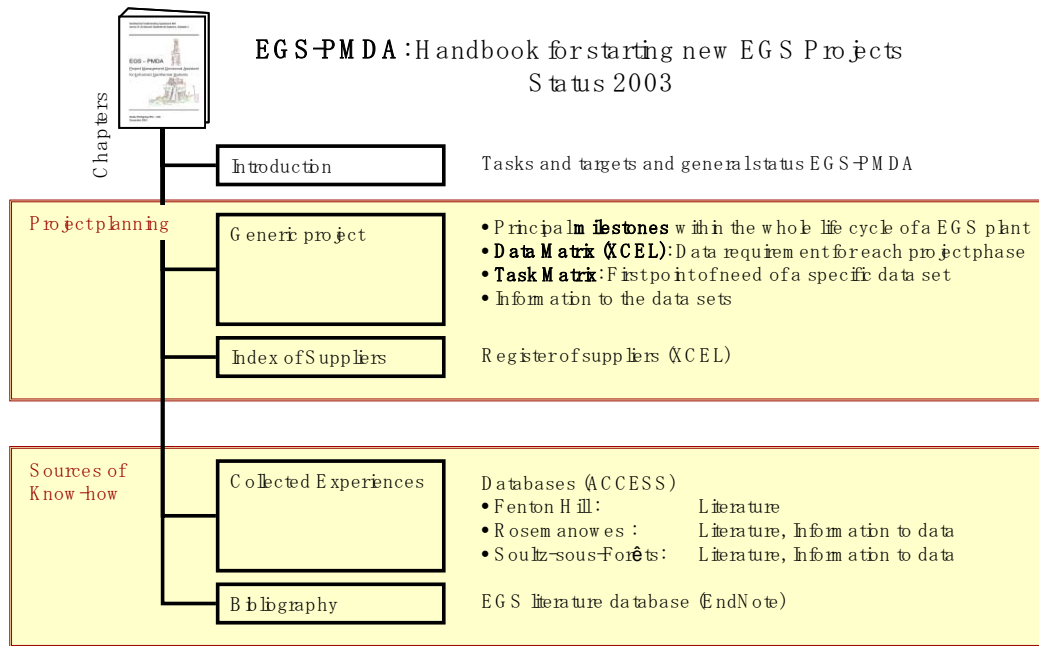 EGS – PMDA
EGS-PMDA: Handbook for starting new EGS Projects
Status 2003
Chapters
Introduction
Tasks and targets and general status EGS-PMDA
Project planning
Generic project
• Principal milestones within the whole life cycle of a EGS plant
• Data Matrix (XCEL): Data requirement for each project phase
• Task Matrix: First point of need of a specific data set
• Information to the data sets
Index of Suppliers
Register of suppliers (XCEL)
Sources of
Know-how
Collected Experiences
Databases (ACCESS)
• Fenton Hill: Literature
• Rosemanowes : Literature, Information to data
• Soultz-sous-Forêts: Literature, Information to data
Bibliography
EGS literature database (EndNote)